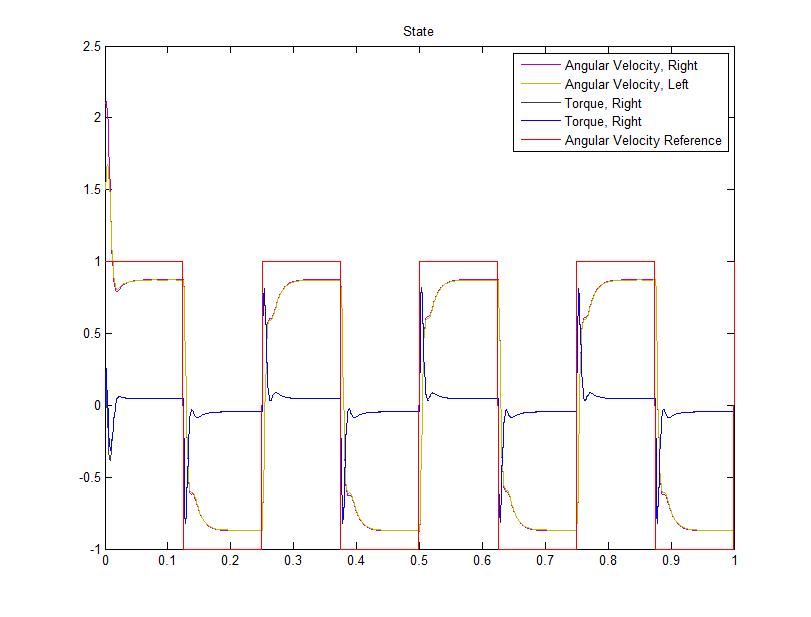 State
2.5
Angular Velocity, Right
Angular Velocity, Left
Torque, Right
Torque, Right
Angular Velocity Reference
2
1.5
1
0.5
0
-0.5
-1
0 0.1 0.2 0.3 0.4 0.5 0.6 0.7 0.8 0.9 1